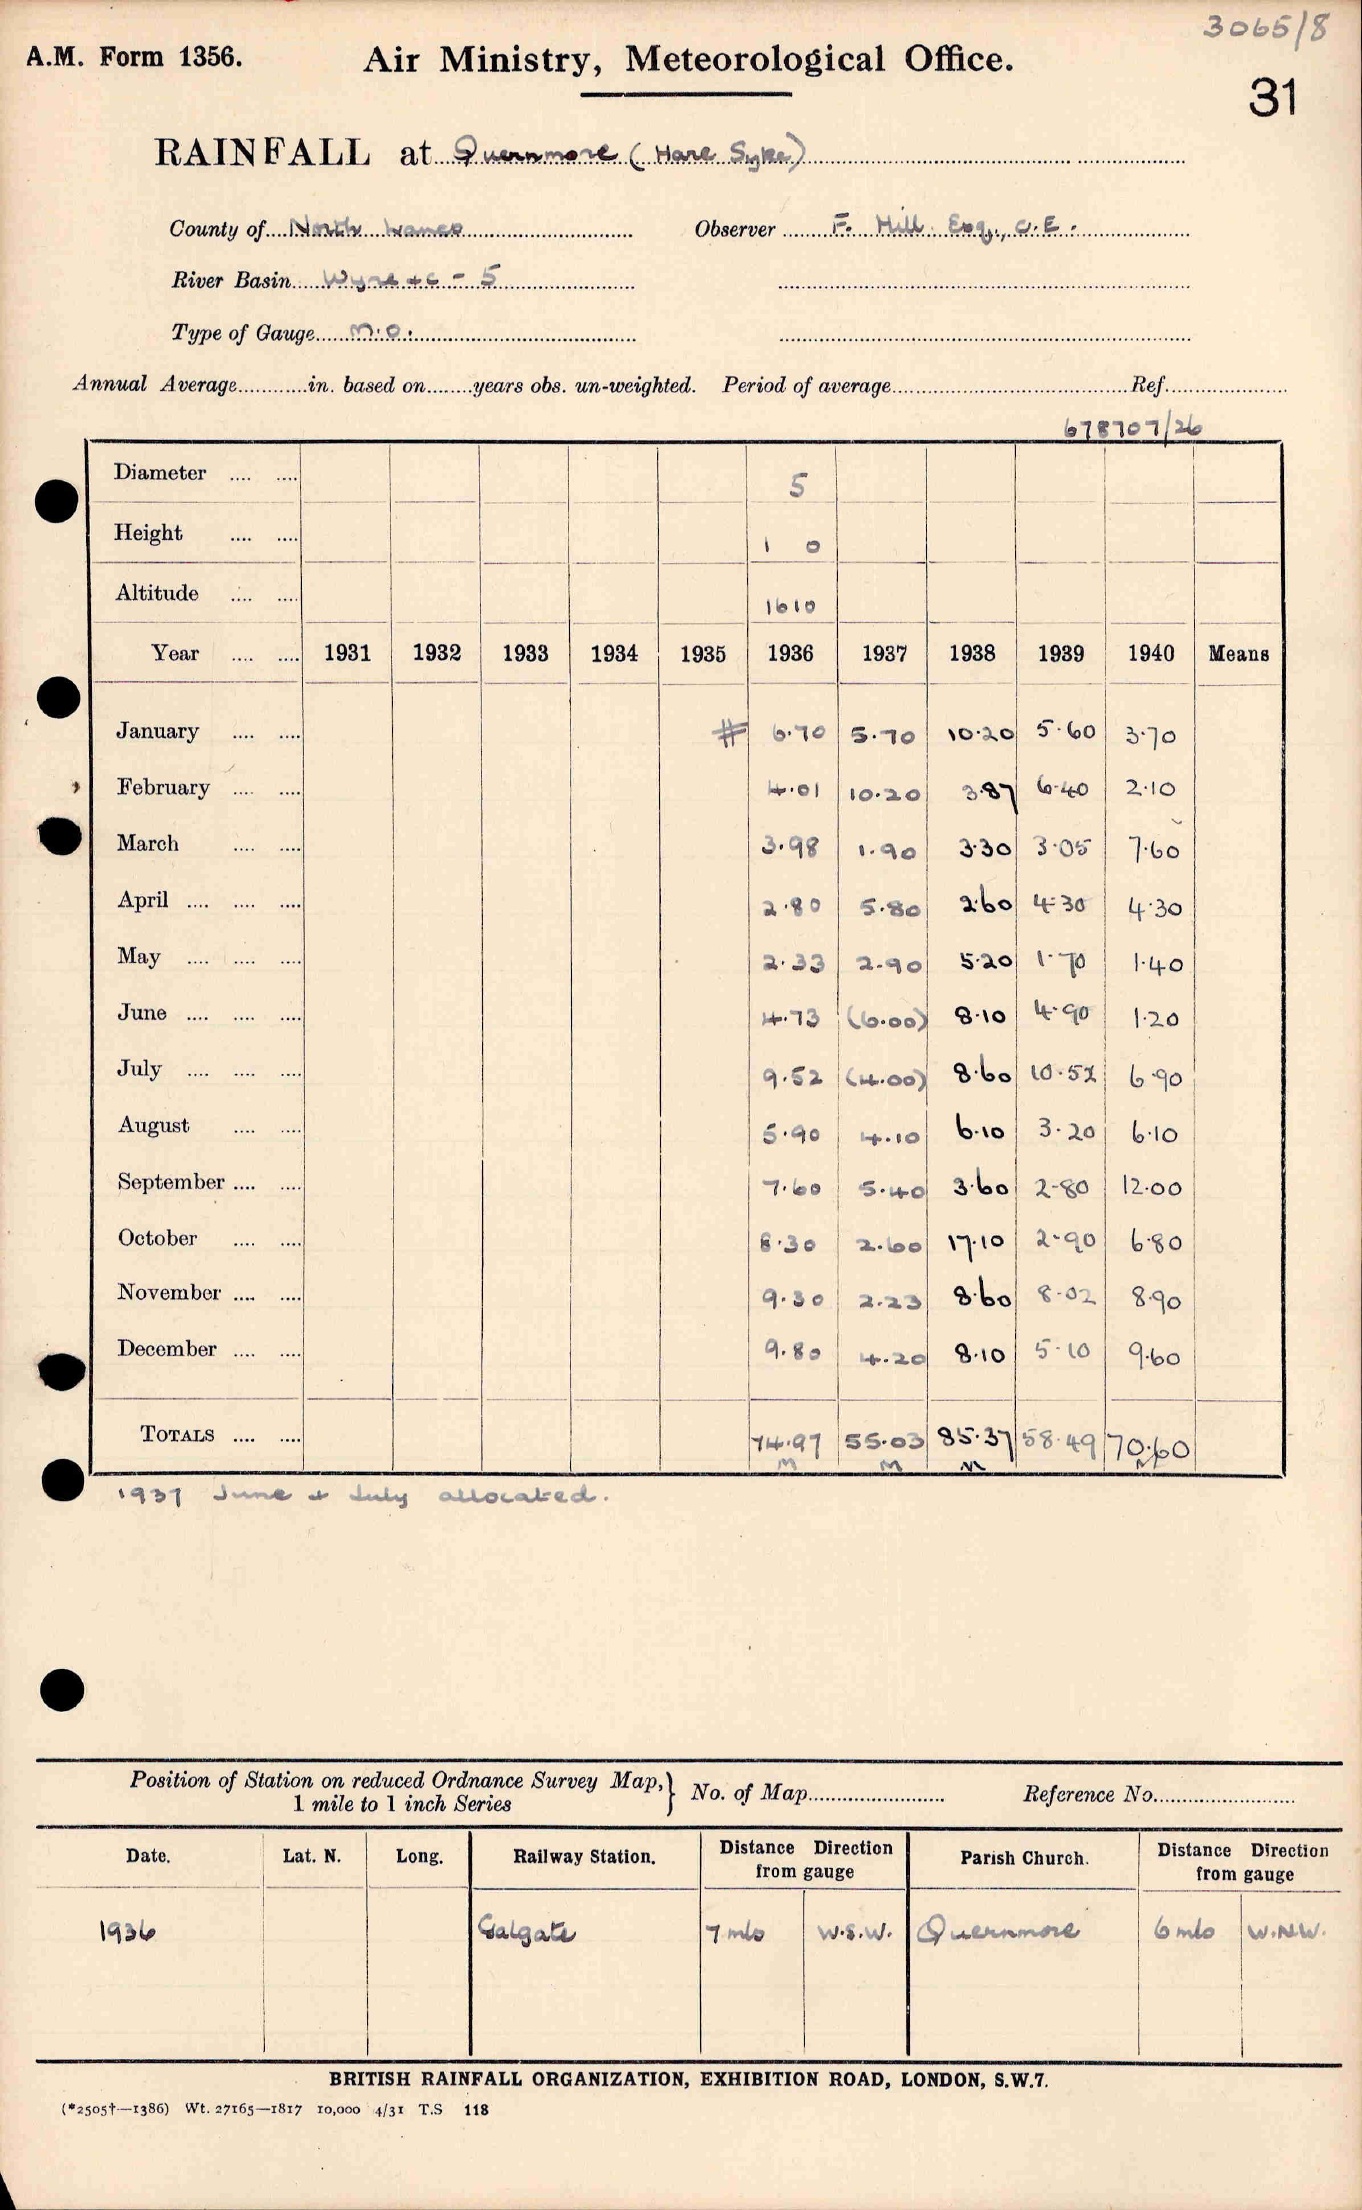 3065/8
A.M. Form 1356. Air Ministry, Meteorological Office.
31
RAINFALL at Quernmore (Hare Syke)
County of North Lancs Observer F. Hill Esq., C.E.
River Basin Wyre &c - 5
Type of Gauge M.O.
Annual Average in. based on years obs. un-weighted. Period of average Ref.
678707/26
Diameter 5
Height 1 0
Altitude 1610
Year 1931 1932 1933 1934 1935 1936 1937 1938 1939 1940 Means
January # 6.70 5.70 10.20 5.60 3.70
February 4.01 10.20 3.87 6.40 2.10
March 3.98 1.90 3.30 3.05 7.60
April 2.80 5.80 2.60 4.30 4.30
May 2.33 2.90 5.20 1.70 1.40
June 4.73 (6.00) 8.10 4.90 1.20
July 9.52 (4.00) 8.60 10.52 6.90
August 5.90 4.10 6.10 3.20 6.10
September 7.60 5.40 3.60 2.80 12.00
October 8.30 2.60 17.10 2.90 6.80
November 9.30 2.23 8.60 8.02 8.90
December 9.80 4.20 8.10 5.10 9.60
TOTALS 74.97 55.03 85.37 58.49 70.60
M M M M
1937 June + July allocated.
Position of Station on reduced Ordnance Survey Map, 1 mile to 1 inch Series } No. of Map Reference No.
Date. Lat. N. Long. Railway Station. Distance Direction from gauge Parish Church. Distance Direction from gauge
1936 Galgate 7 mls W.S.W. Quernmore 6 mls W.N.W.
BRITISH RAINFALL ORGANIZATION, EXHIBITION ROAD, LONDON, S.W.7.
(*2505†—1386) Wt. 27165—1817 10,000 4/31 T.S 118